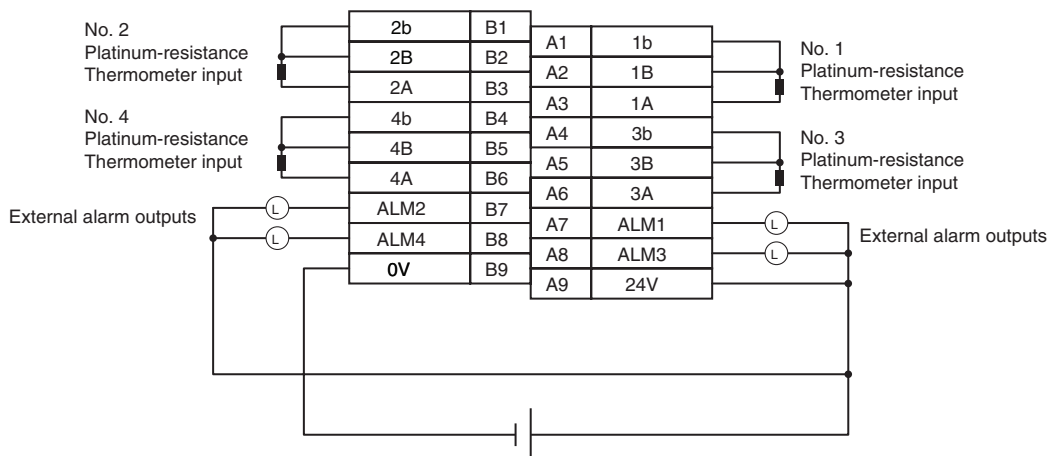 No. 2
Platinum-resistance
Thermometer input
No. 4
Platinum-resistance
Thermometer input
External alarm outputs
L
L
2b B1
2B B2
2A B3
4b B4
4B B5
4A B6
ALM2 B7
ALM4 B8
0V B9
A1 1b
A2 1B
A3 1A
A4 3b
A5 3B
A6 3A
A7 ALM1
A8 ALM3
A9 24V
L
L
No. 1
Platinum-resistance
Thermometer input
No. 3
Platinum-resistance
Thermometer input
External alarm outputs